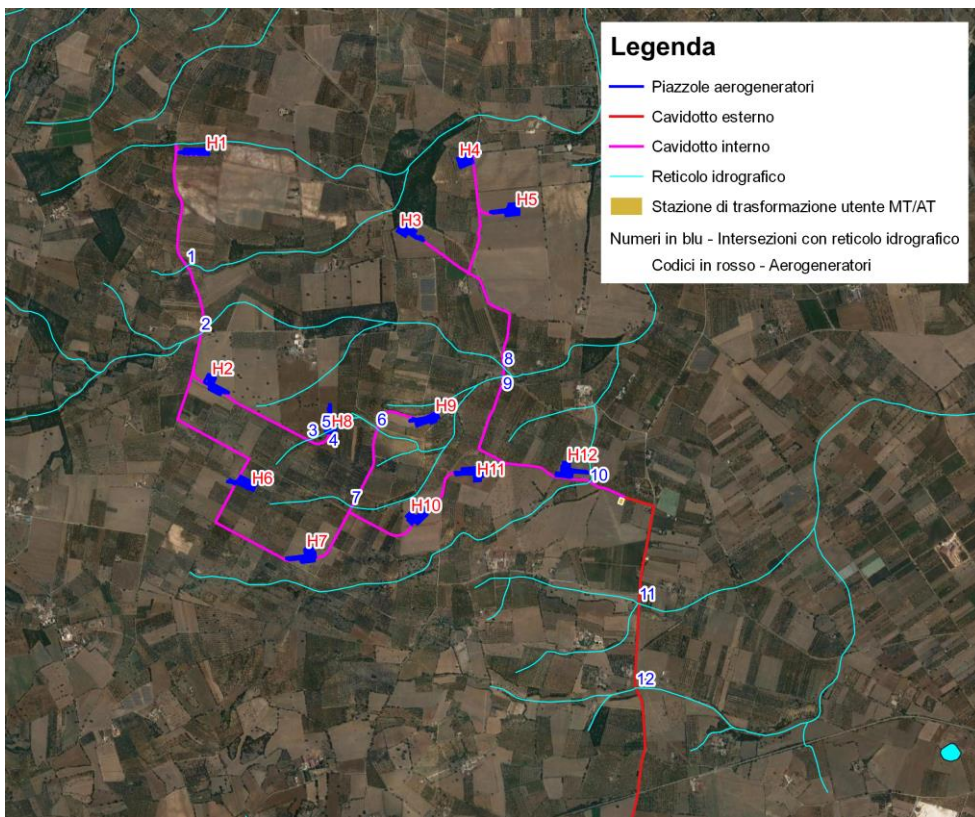 Legenda
Piazzole aerogeneratori
Cavidotto esterno
Cavidotto interno
Reticolo idrografico
Stazione di trasformazione utente MT/AT
Numeri in blu - Intersezioni con reticolo idrografico
Codici in rosso - Aerogeneratori
H1
H4
H5
H3
1
2
8
9
H2
5
H8
3
4
6
H9
H6
H11
H12
10
7
H10
H7
11
12